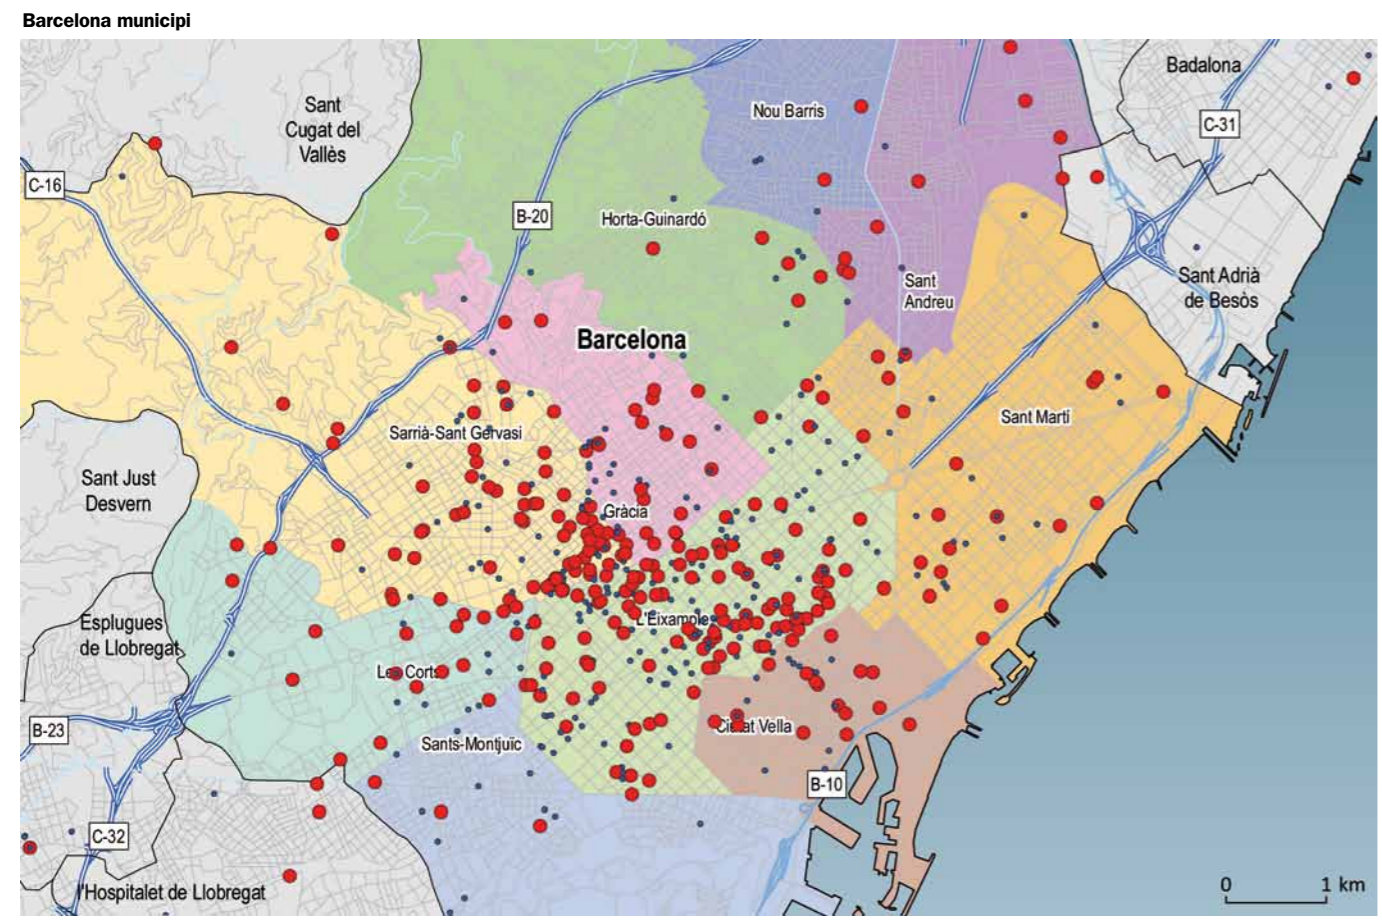 Barcelona municipi
Badalona
Sant
Cugat del
Vallès
Nou Barris
C-31
C-16
B-20
Horta-Guinardó
Sant Adrià
de Besòs
Sant
Andreu
Barcelona
Sant Martí
Sarrià-Sant Gervasi
Sant Just
Desvern
Gràcia
L'Eixample
Esplugues
de Llobregat
Les Corts
B-23
Ciutat Vella
Sants-Montjuïc
B-10
C-32
l'Hospitalet de Llobregat
0 1 km